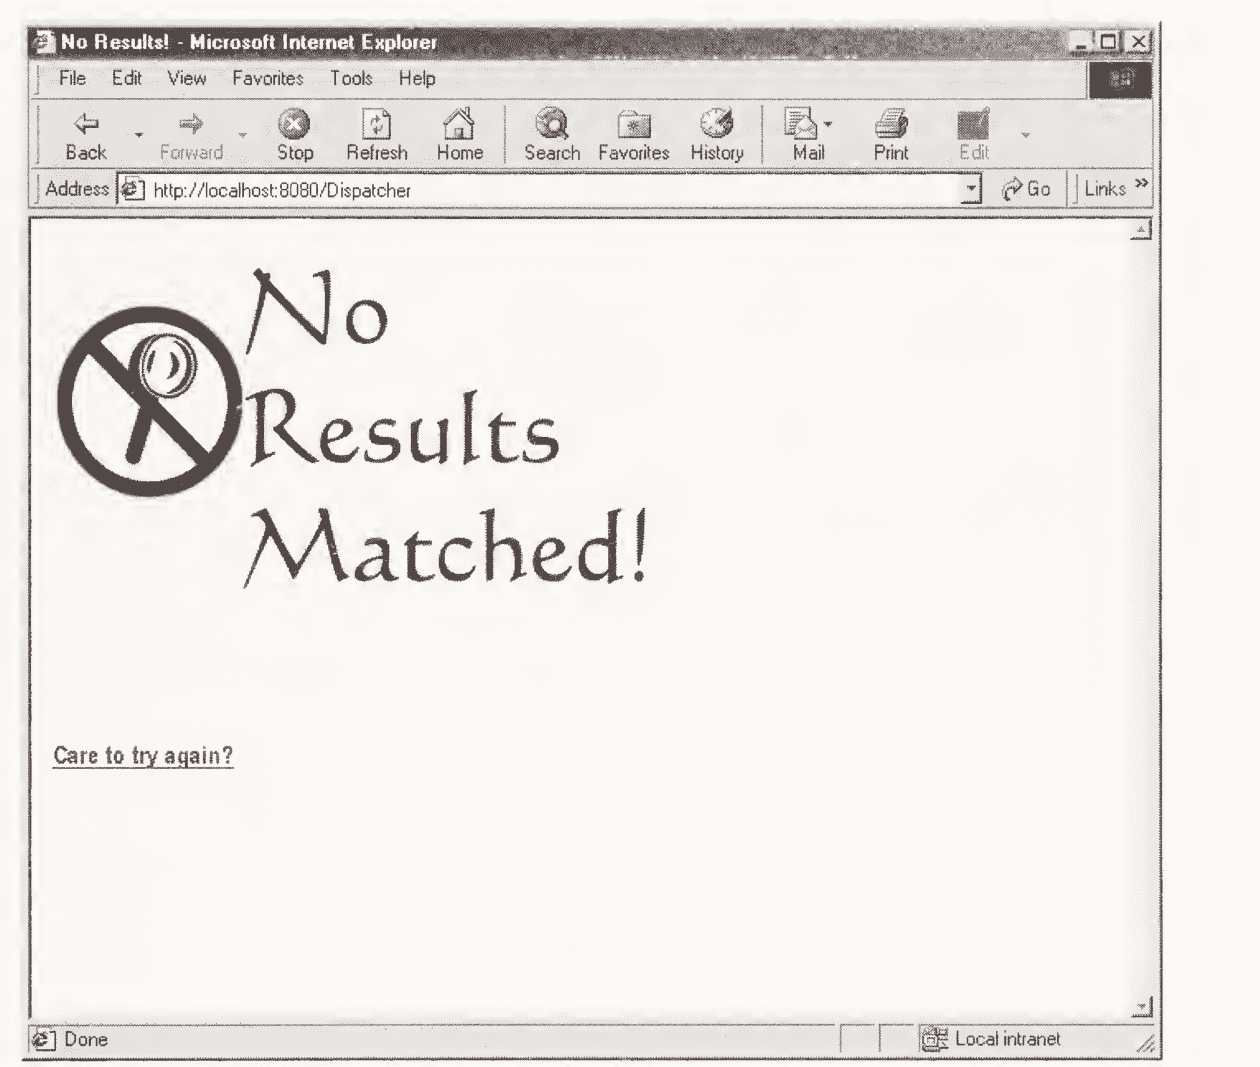 No Results! - Microsoft Internet Explorer
File Edit View Favorites Tools Help
Back Forward Stop Refresh Home Search Favorites History Mail Print Edit
Address http://localhost:8080/Dispatcher Go Links »
No
Results
Matched!
Care to try again?
Done Local intranet